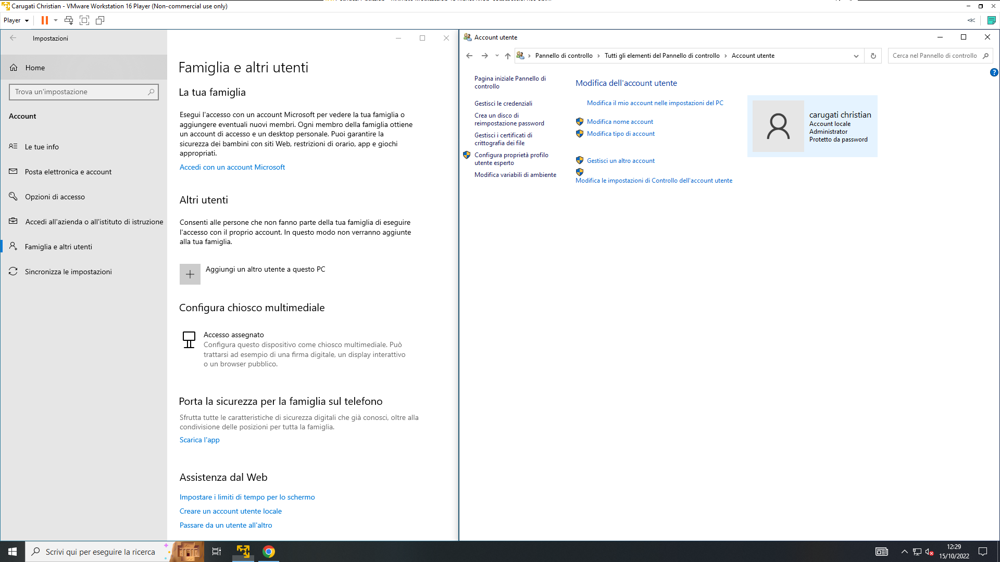 Carugati Christian - VMware Workstation 16 Player (Non-commercial use only)
Player
Impostazioni
Home
Trova un'impostazione
Account
Le tue info
Posta elettronica e account
Opzioni di accesso
Accedi all'azienda o all'istituto di istruzione
Famiglia e altri utenti
Sincronizza le impostazioni
Famiglia e altri utenti
La tua famiglia
Esegui l'accesso con un account Microsoft per vedere la tua famiglia o
aggiungere eventuali nuovi membri. Ogni membro della famiglia ottiene
un account di accesso e un desktop personale. Puoi garantire la
sicurezza dei bambini con siti Web, restrizioni di orario, app e giochi
appropriati.
Accedi con un account Microsoft
Altri utenti
Consenti alle persone che non fanno parte della tua famiglia di eseguire
l'accesso con il proprio account. In questo modo non verranno aggiunte
alla tua famiglia.
Aggiungi un altro utente a questo PC
Configura chiosco multimediale
Accesso assegnato
Configura questo dispositivo come chiosco multimediale. Può
trattarsi ad esempio di una firma digitale, un display interattivo
o un browser pubblico.
Porta la sicurezza per la famiglia sul telefono
Sfrutta tutte le caratteristiche di sicurezza digitali che già conosci, oltre alla
condivisione delle posizioni per tutta la famiglia.
Scarica l'app
Assistenza dal Web
Impostare i limiti di tempo per lo schermo
Creare un account utente locale
Passare da un utente all'altro
Account utente
Pannello di controllo
Tutti gli elementi del Pannello di controllo
Account utente
Cerca nel Pannello di controllo
Pagina iniziale Pannello di
controllo
Gestisci le credenziali
Crea un disco di
reimpostazione password
Gestisci i certificati di
crittografia dei file
Configura proprietà profilo
utente esperto
Modifica variabili di ambiente
Modifica dell'account utente
Modifica il mio account nelle impostazioni del PC
Modifica nome account
Modifica tipo di account
Gestisci un altro account
Modifica le impostazioni di Controllo dell'account utente
carugati christian
Account locale
Administrator
Protetto da password
Scrivi qui per eseguire la ricerca
12:29
15/10/2022